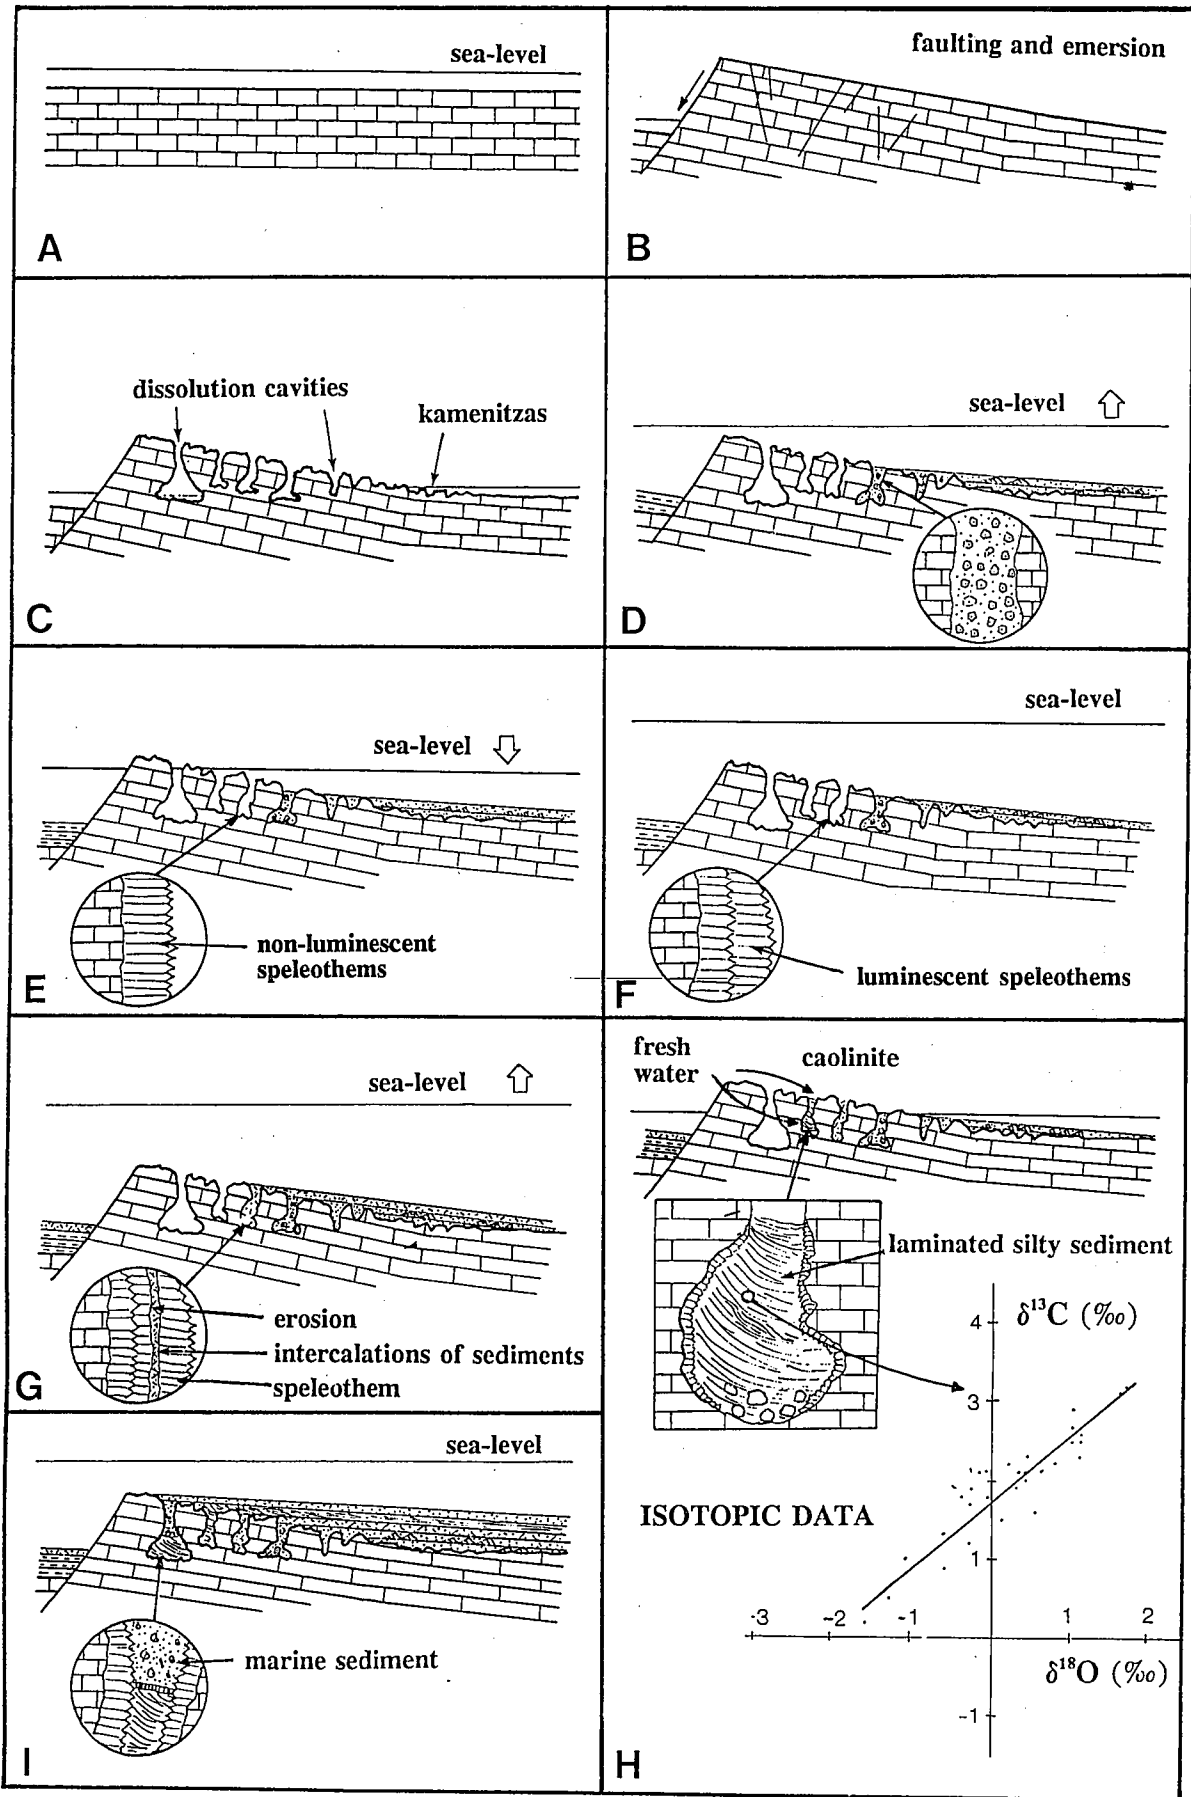 sea-level
A
faulting and emersion
B
dissolution cavities
kamenitzas
C
sea-level
D
sea-level
non-luminescent
speleothems
E
sea-level
luminescent speleothems
F
sea-level
erosion
intercalations of sediments
speleothem
G
fresh
water
caolinite
laminated silty sediment
δ¹³C (‰)
4
3
1
-1
ISOTOPIC DATA
-3
-2
-1
1
2
δ¹⁸O (‰)
H
sea-level
marine sediment
I